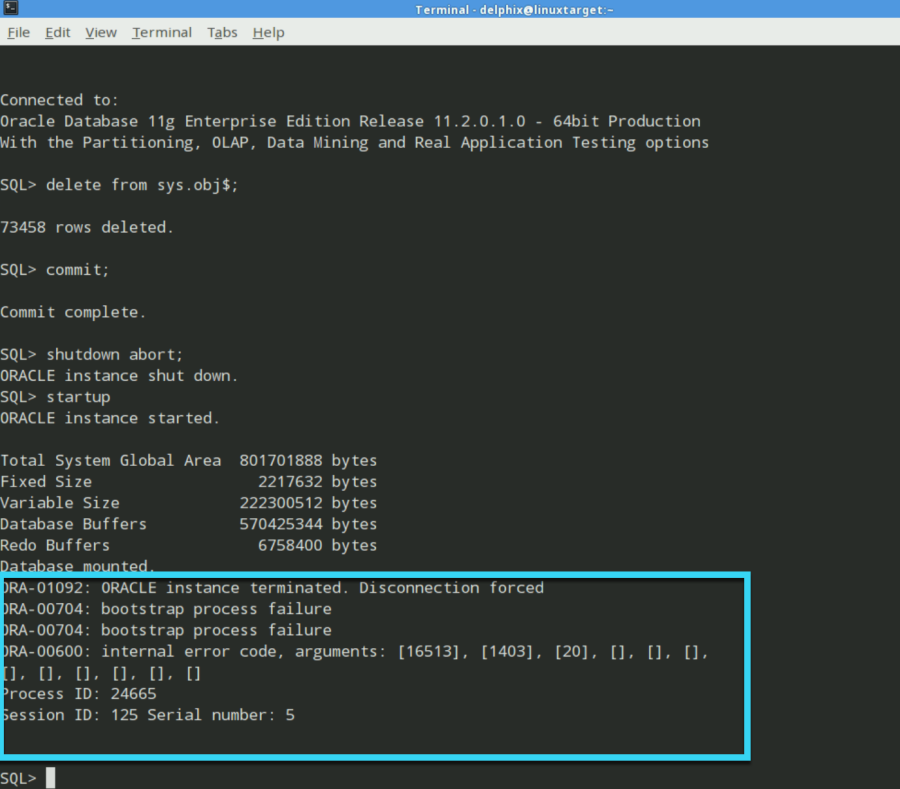 Terminal - delphix@linuxtarget:~
File Edit View Terminal Tabs Help
Connected to:
Oracle Database 11g Enterprise Edition Release 11.2.0.1.0 - 64bit Production
With the Partitioning, OLAP, Data Mining and Real Application Testing options
SQL> delete from sys.obj$;
73458 rows deleted.
SQL> commit;
Commit complete.
SQL> shutdown abort;
ORACLE instance shut down.
SQL> startup
ORACLE instance started.
Total System Global Area  801701888 bytes
Fixed Size                  2217632 bytes
Variable Size             222300512 bytes
Database Buffers          570425344 bytes
Redo Buffers                6758400 bytes
Database mounted.
ORA-01092: ORACLE instance terminated. Disconnection forced
ORA-00704: bootstrap process failure
ORA-00704: bootstrap process failure
ORA-00600: internal error code, arguments: [16513], [1403], [20], [], [], [],
[], [], [], [], [], []
Process ID: 24665
Session ID: 125 Serial number: 5
SQL>